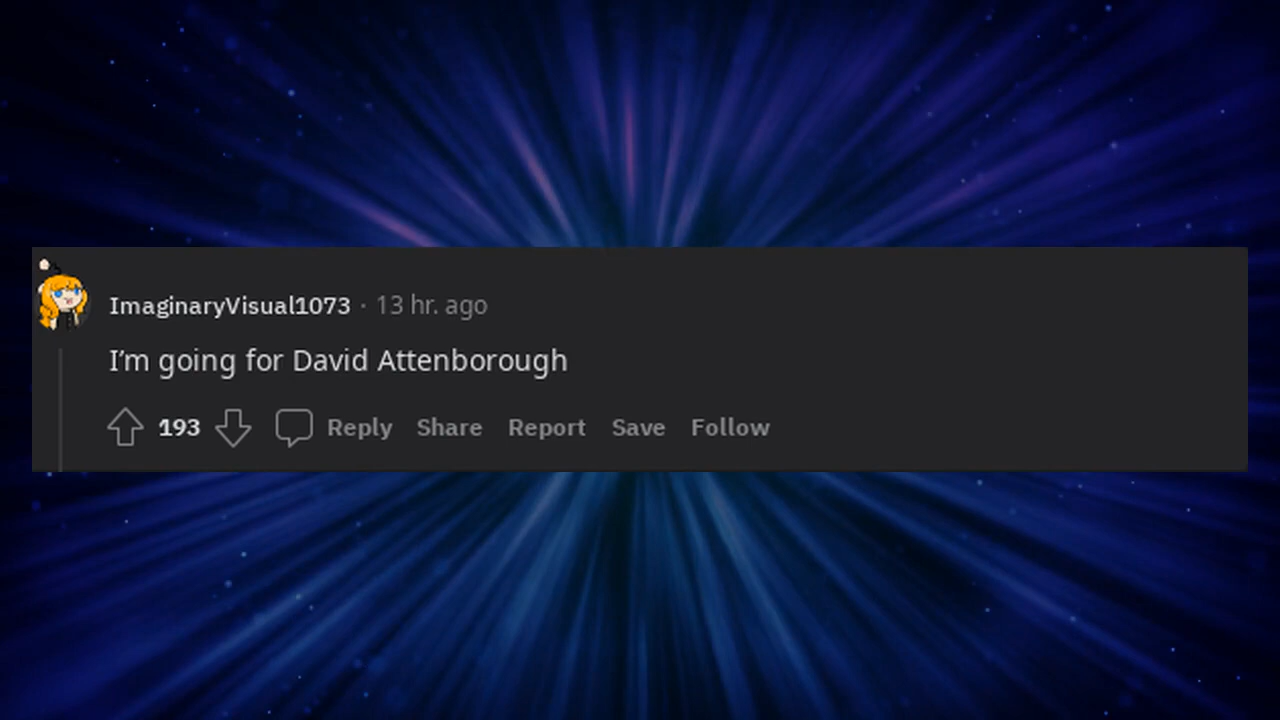 ImaginaryVisual1073 · 13 hr. ago
I’m going for David Attenborough
193 Reply Share Report Save Follow